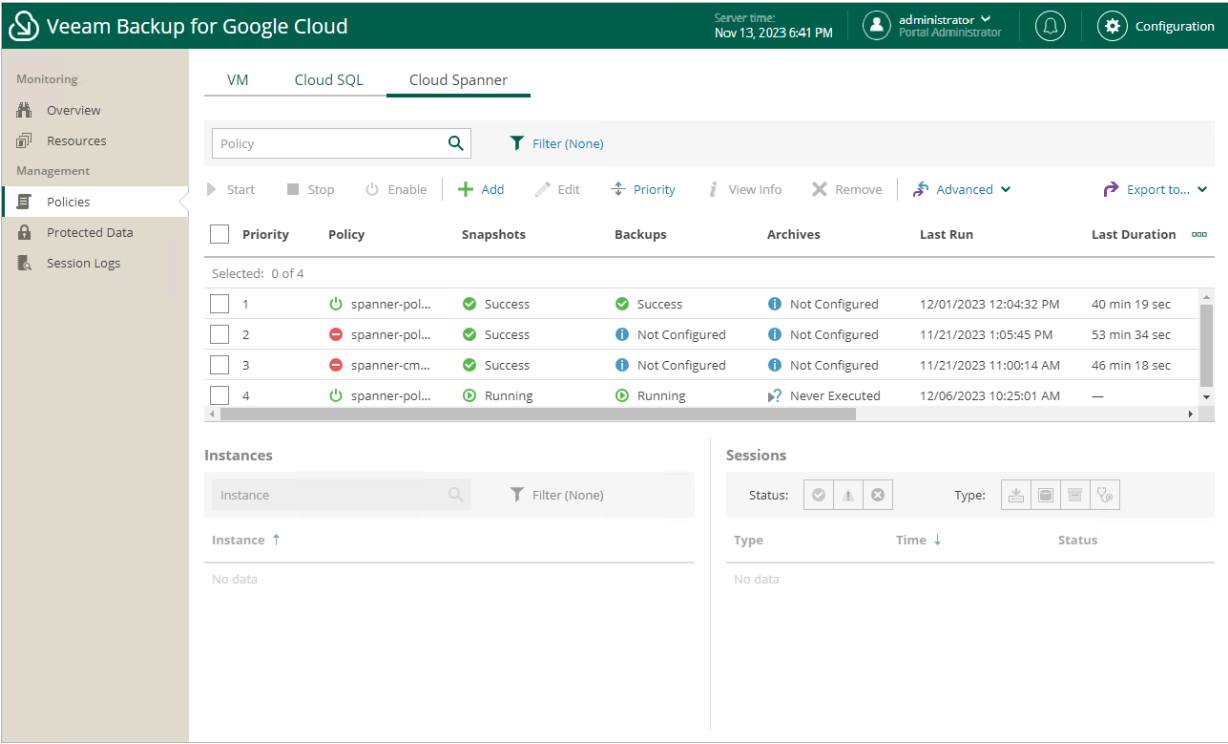 Veeam Backup for Google Cloud
Server time:
Nov 13, 2023 6:41 PM
administrator
Portal Administrator
Configuration
Monitoring
Overview
Resources
Management
Policies
Protected Data
Session Logs
VM Cloud SQL Cloud Spanner
Policy Filter (None)
Start Stop Enable Add Edit Priority View Info Remove Advanced Export to...
Priority Policy Snapshots Backups Archives Last Run Last Duration
Selected: 0 of 4
1 spanner-pol... Success Success Not Configured 12/01/2023 12:04:32 PM 40 min 19 sec
2 spanner-pol... Success Not Configured Not Configured 11/21/2023 1:05:45 PM 53 min 34 sec
3 spanner-cm... Success Not Configured Not Configured 11/21/2023 11:00:14 AM 46 min 18 sec
4 spanner-pol... Running Running Never Executed 12/06/2023 10:25:01 AM —
Instances
Instance Filter (None)
Instance ↑
No data
Sessions
Status: Type:
Type Time ↓ Status
No data